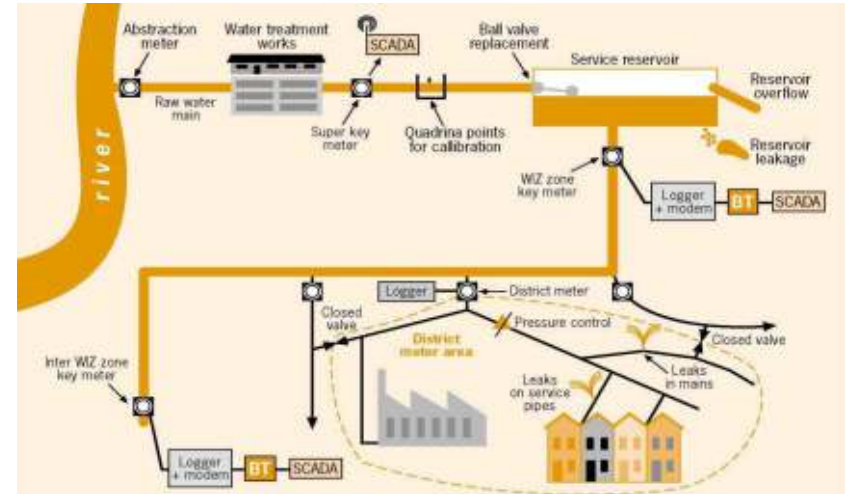 Abstraction
meter
Water treatment
works
SCADA
Ball valve
replacement
Service reservoir
Reservoir
overflow
Raw water
main
Super key
meter
Quadrina points
for callibration
Reservoir
leakage
river
WIZ zone
key meter
Logger
+ modem
BT
SCADA
Logger
District meter
Closed
valve
Pressure control
District
meter area
Closed valve
Inter WIZ zone
key meter
Leaks
in mains
Leaks
on service
pipes
Logger
+ modem
BT
SCADA